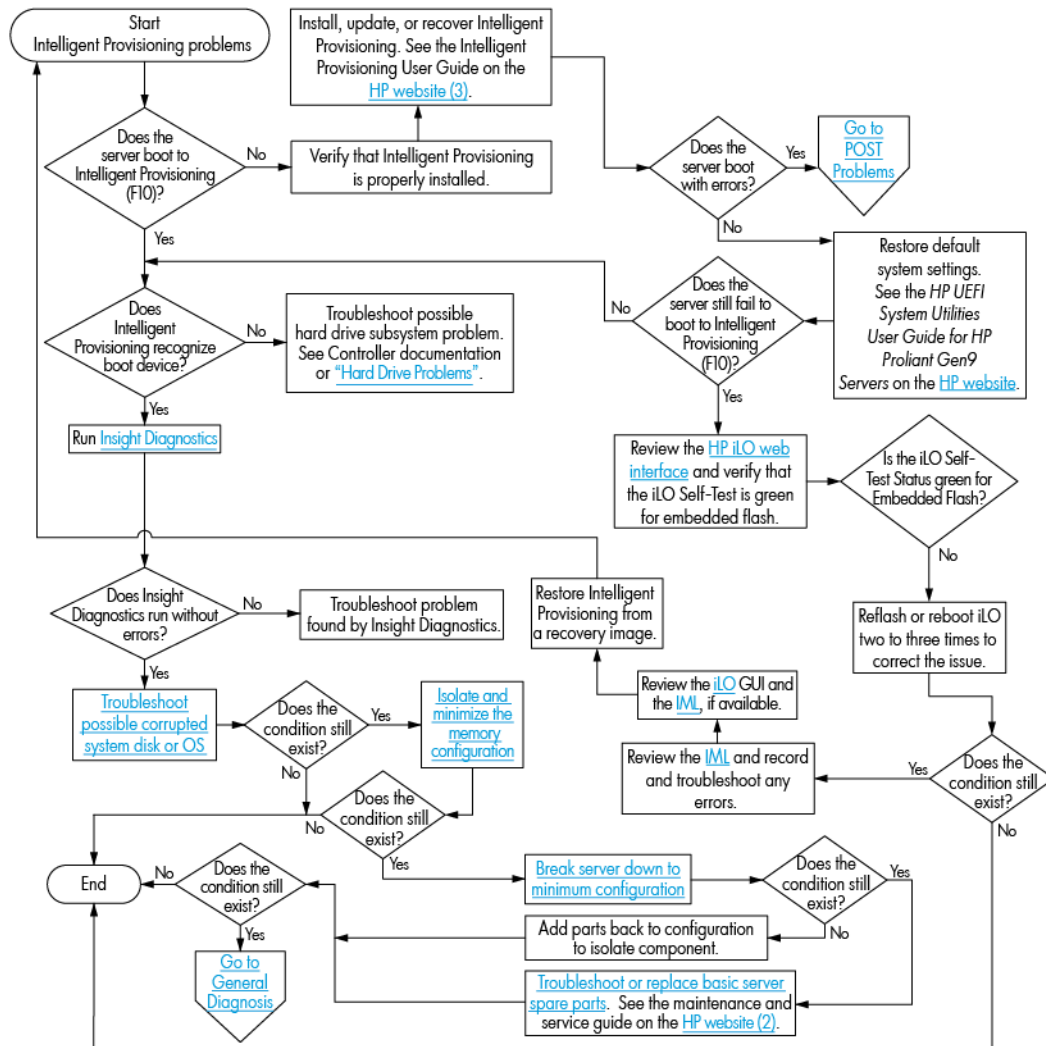 Start
Intelligent Provisioning problems
Install, update, or recover Intelligent
Provisioning. See the Intelligent
Provisioning User Guide on the
HP website (3).
Does the
server boot to
Intelligent Provisioning
(F10)?
No
Verify that Intelligent Provisioning
is properly installed.
Does the
server boot
with errors?
Yes
Go to
POST
Problems
No
Yes
Restore default
system settings.
See the HP UEFI
System Utilities
User Guide for HP
Proliant Gen9
Servers on the HP website.
Does the
server still fail to
boot to Intelligent
Provisioning
(F10)?
No
Yes
Does
Intelligent
Provisioning recognize
boot device?
No
Troubleshoot possible
hard drive subsystem problem.
See Controller documentation
or "Hard Drive Problems".
Yes
Run Insight Diagnostics
Review the HP iLO web
interface and verify that
the iLO Self-Test is green
for embedded flash.
Is the iLO Self-
Test Status green for
Embedded Flash?
No
Does Insight
Diagnostics run without
errors?
No
Troubleshoot problem
found by Insight Diagnostics.
Restore Intelligent
Provisioning from
a recovery image.
Reflash or reboot iLO
two to three times to
correct the issue.
Yes
Troubleshoot
possible corrupted
system disk or OS
Does the
condition still
exist?
Yes
No
Isolate and
minimize the
memory
configuration
Review the iLO GUI and
the IML, if available.
Review the IML and record
and troubleshoot any
errors.
Yes
Does the
condition still
exist?
No
Does the
condition still
exist?
No
Yes
End
No
Does the
condition still
exist?
Yes
Go to
General
Diagnosis
Break server down to
minimum configuration
Does the
condition still
exist?
Yes
No
Add parts back to configuration
to isolate component.
Troubleshoot or replace basic server
spare parts. See the maintenance and
service guide on the HP website (2).